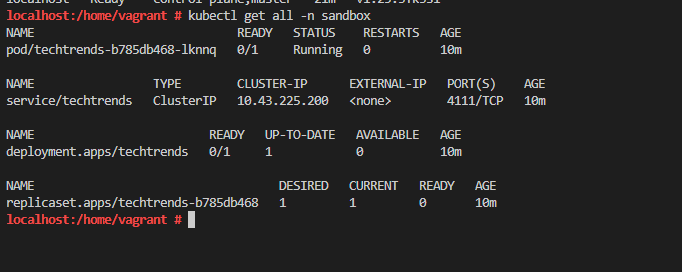 localhost:/home/vagrant # kubectl get all -n sandbox
NAME READY STATUS RESTARTS AGE
pod/techtrends-b785db468-lknnq 0/1 Running 0 10m
NAME TYPE CLUSTER-IP EXTERNAL-IP PORT(S) AGE
service/techtrends ClusterIP 10.43.225.200 <none> 4111/TCP 10m
NAME READY UP-TO-DATE AVAILABLE AGE
deployment.apps/techtrends 0/1 1 0 10m
NAME DESIRED CURRENT READY AGE
replicaset.apps/techtrends-b785db468 1 1 0 10m
localhost:/home/vagrant #